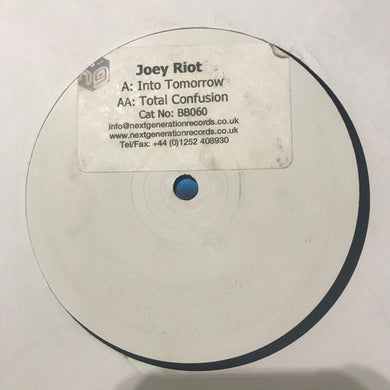 Joey Riot
A: Into Tomorrow
AA: Total Confusion
Cat No: BB060
info@nextgenerationrecords.co.uk
www.nextgenerationrecords.co.uk
Tel/Fax: +44 (0)1252 408930